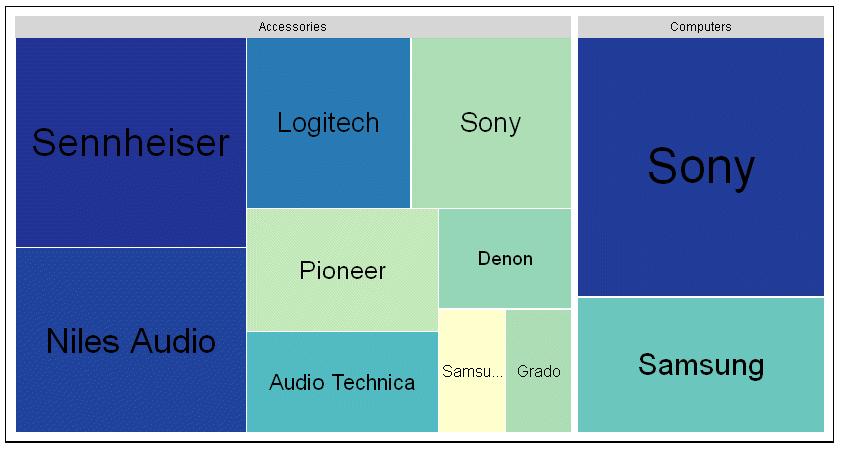 Accessories
Computers
Sennheiser
Logitech
Sony
Sony
Pioneer
Denon
Niles Audio
Audio Technica
Samsu...
Grado
Samsung